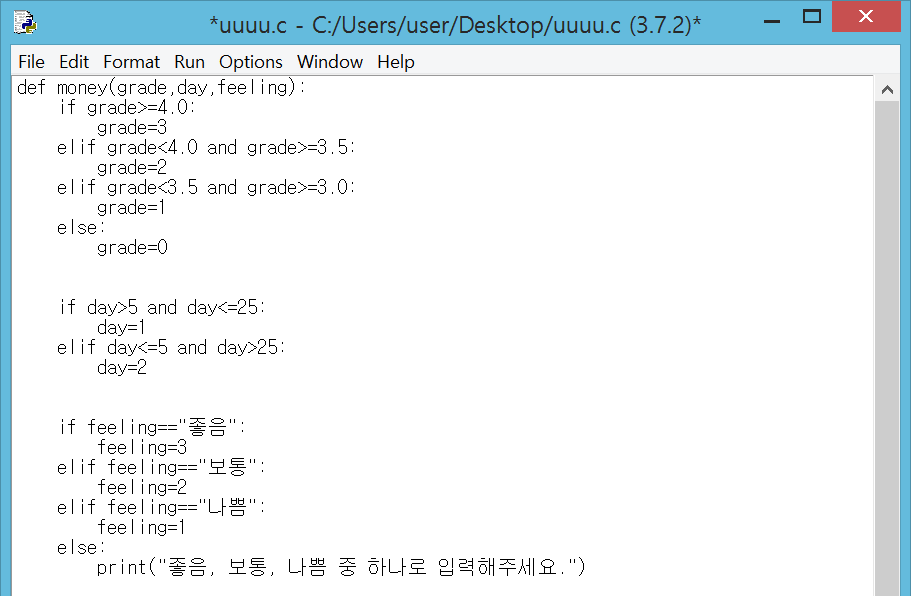 *uuuu.c - C:/Users/user/Desktop/uuuu.c (3.7.2)*
File Edit Format Run Options Window Help
def money(grade,day,feeling):
    if grade>=4.0:
        grade=3
    elif grade<4.0 and grade>=3.5:
        grade=2
    elif grade<3.5 and grade>=3.0:
        grade=1
    else:
        grade=0
    if day>5 and day<=25:
        day=1
    elif day<=5 and day>25:
        day=2
    if feeling=="좋음":
        feeling=3
    elif feeling=="보통":
        feeling=2
    elif feeling=="나쁨":
        feeling=1
    else:
        print("좋음, 보통, 나쁨 중 하나로 입력해주세요.")